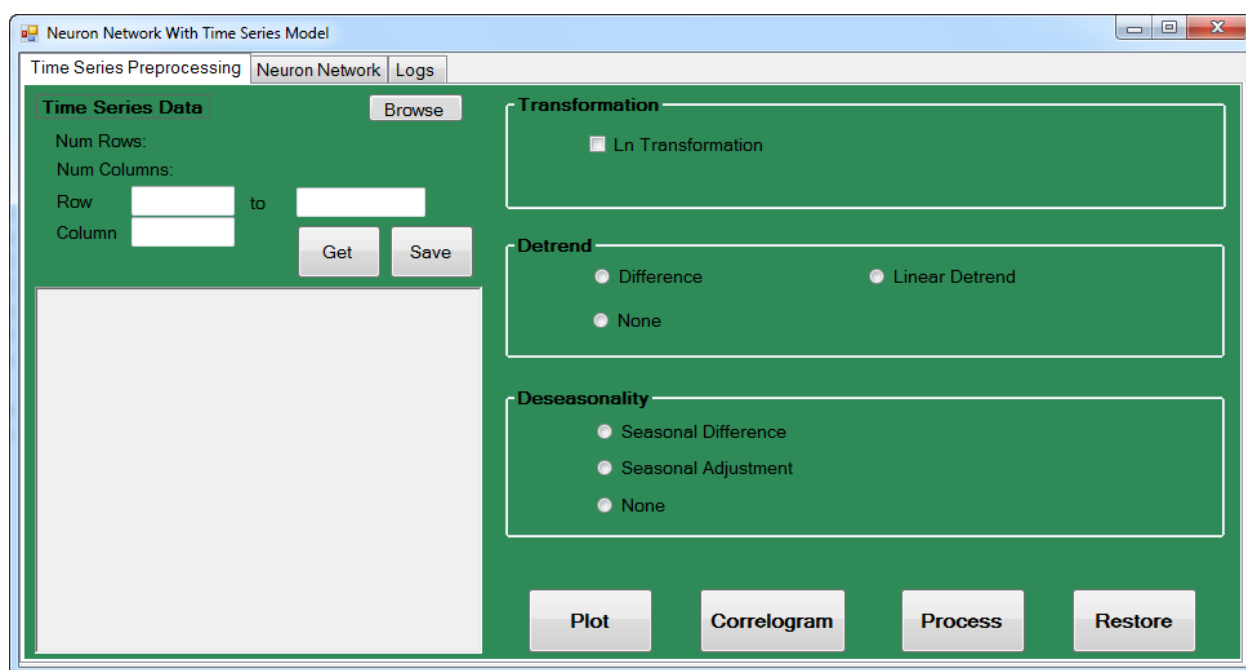 Neuron Network With Time Series Model
Time Series Preprocessing Neuron Network Logs
Time Series Data Browse
Num Rows:
Num Columns:
Row to
Column
Get Save
Transformation
Ln Transformation
Detrend
Difference Linear Detrend
None
Deseasonality
Seasonal Difference
Seasonal Adjustment
None
Plot Correlogram Process Restore